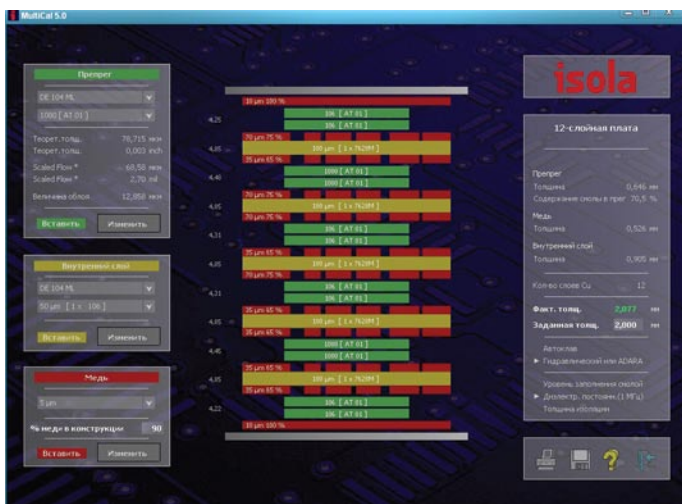 MultiCal 5.0
Препрег
DE 104 ML
1080 [ AT 01 ]
Теорет.толщ. 78,715 мкм
Теорет.толщ. 0,003 inch
Scaled Flow * 68,58 мкм
Scaled Flow * 2,70 mil
Величина облоя 12,858 мкм
Вставить Изменить
Внутренний слой
DE 104 ML
50 µm [ 1 x 106 ]
Вставить Изменить
Медь
5 µm
% меди в конструкции 90
Вставить Изменить
18 µm 100 %
4,25
106 [ AT 01 ]
106 [ AT 01 ]
70 µm 75 %
4,85
100 µm [ 1 x 7628M ]
35 µm 65 %
4,40
1080 [ AT 01 ]
1080 [ AT 01 ]
70 µm 75 %
4,85
100 µm [ 1 x 7628M ]
70 µm 75 %
4,21
106 [ AT 01 ]
106 [ AT 01 ]
35 µm 65 %
4,85
100 µm [ 1 x 7628M ]
70 µm 75 %
4,21
106 [ AT 01 ]
106 [ AT 01 ]
35 µm 65 %
4,85
100 µm [ 1 x 7628M ]
35 µm 65 %
4,45
1080 [ AT 01 ]
1080 [ AT 01 ]
35 µm 65 %
4,85
100 µm [ 1 x 7628M ]
35 µm 65 %
4,22
106 [ AT 01 ]
106 [ AT 01 ]
18 µm 100 %
isola
12-слойная плата
Препрег
Толщина 0,646 мм
Содержание смолы в прег 70,5 %
Медь
Толщина 0,526 мм
Внутренний слой
Толщина 0,905 мм
Кол-во слоев Cu 12
Факт. толщ. 2,077 мм
Заданная толщ. 2,000 мм
Автоклав
Гидравлический или ADARA
Уровень заполнения смолой
Диэлектр. постоянн.(1 МГц)
Толщина изоляции